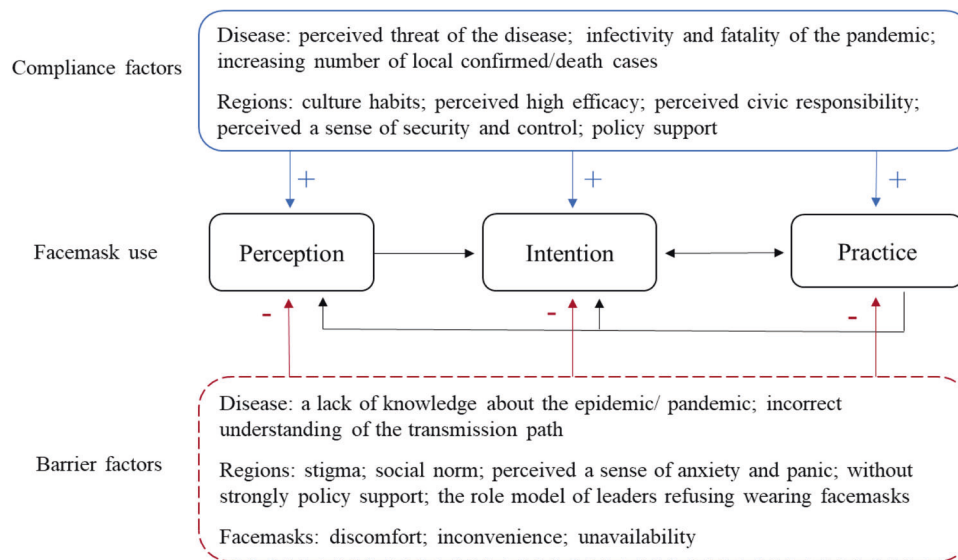 Disease: perceived threat of the disease; infectivity and fatality of the pandemic;
increasing number of local confirmed/death cases
Compliance factors
Regions: culture habits; perceived high efficacy; perceived civic responsibility;
perceived a sense of security and control; policy support
+ + +
Facemask use Perception Intention Practice
- - -
Disease: a lack of knowledge about the epidemic/ pandemic; incorrect
understanding of the transmission path
Barrier factors
Regions: stigma; social norm; perceived a sense of anxiety and panic; without
strongly policy support; the role model of leaders refusing wearing facemasks
Facemasks: discomfort; inconvenience; unavailability